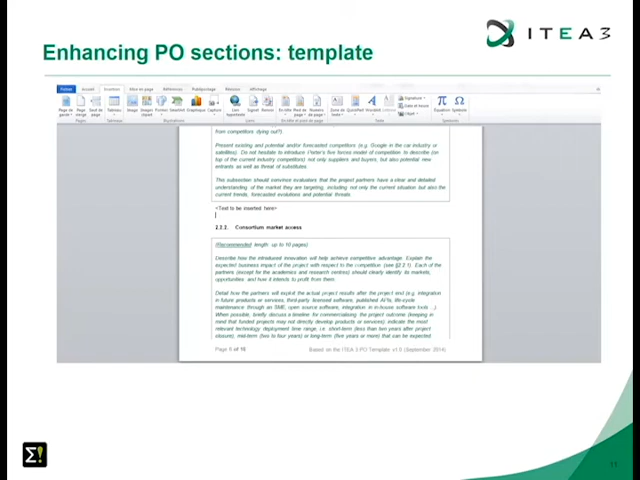 Enhancing PO sections: template
ITEA3
from competitors dying out?)
Present existing and potential and/or forecasted competitors (e.g. Google in the car industry or
satellites). Do not hesitate to introduce Porter's five forces model of competition to describe (on
top of the current industry competitors) not only suppliers and buyers, but also potential new
entrants as well as threat of substitutes.
This subsection should convince evaluators that the project partners have a clear and detailed
understanding of the market they are targeting, including not only the current situation but also the
current trends, forecasted evolutions and potential threats.
<Text to be inserted here>
2.2.2. Consortium market access
(Recommended length: up to 10 pages)
Describe how the introduced innovation will help achieve competitive advantage. Explain the
expected business impact of the project with respect to the competition (see §2.2.1). Each of the
partners (except for the academics and research centres) should clearly identify its markets,
opportunities and how it intends to profit from them.
Detail how the partners will exploit the actual project results after the project end (e.g. integration
in future products or services, third-party licensed software, published APIs, life-cycle
maintenance through an SME, open source software, integration in in-house software tools ...).
When possible, briefly discuss a timeline for commercialising the project outcome (keeping in
mind that funded projects may not directly develop products or services): indicate the most
relevant technology deployment time range, i.e. short-term (less than two years after project
closure), mid-term (two to four years) or long-term (five years or more) that can be expected.
Page 9 of 15 Based on the ITEA 3 PO Template v1.0 (September 2014)
Σ!
11